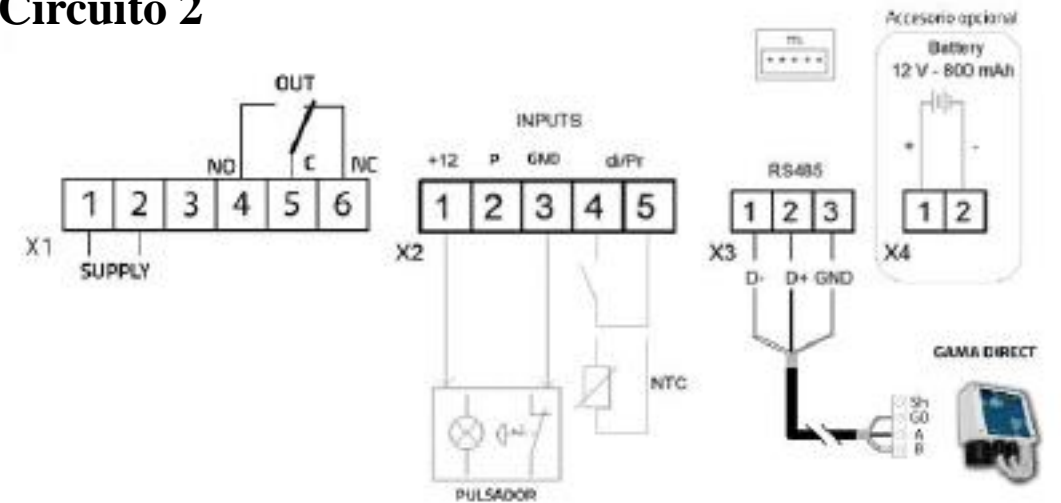 Circuito 2
Accesorio opcional
Battery
12 V - 800 mAh
+ -
TTL
OUT
NO C NC
1 2 3 4 5 6
X1
SUPPLY
INPUTS
+12 P GND di/Pr
1 2 3 4 5
X2
NTC
PULSADOR
RS485
1 2 3
X3
D- D+ GND
1 2
X4
GAMA DIRECT
SH
G0
A
B